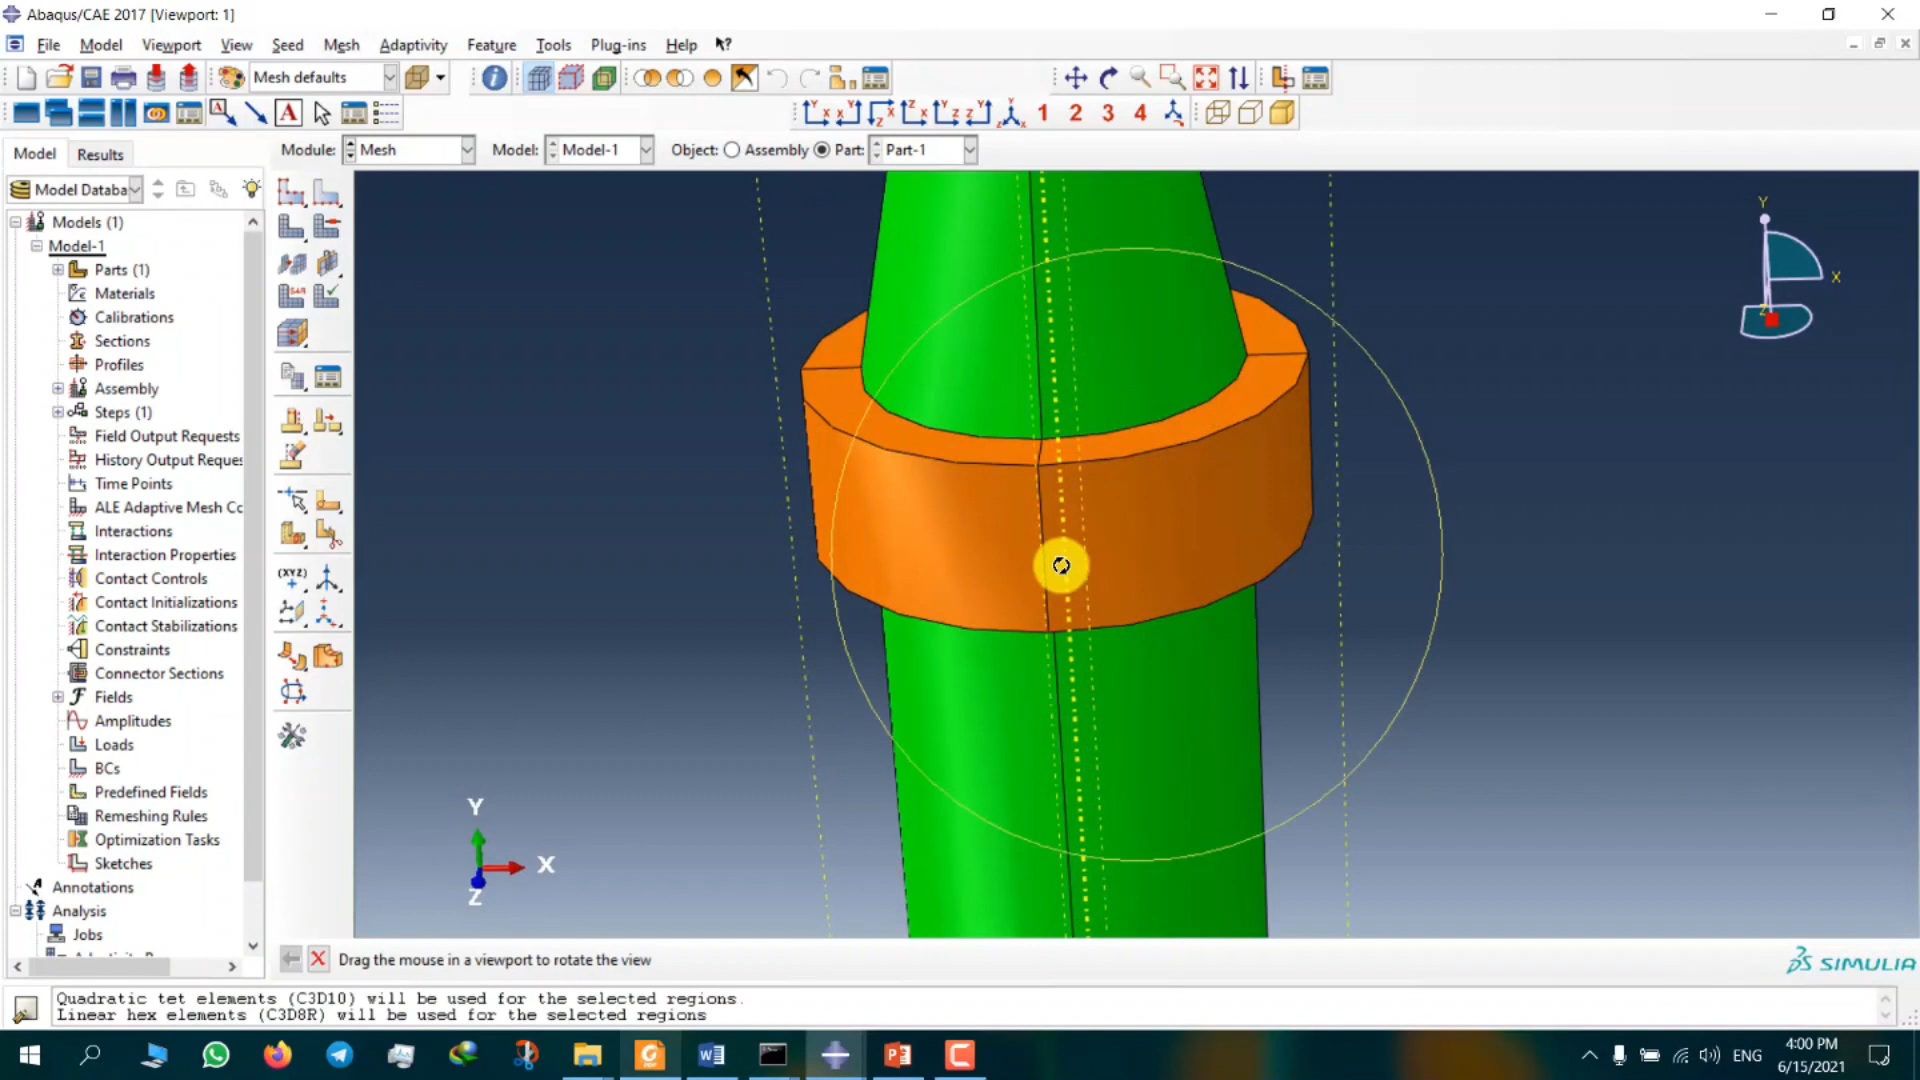 Abaqus/CAE 2017 [Viewport: 1]
File Model Viewport View Seed Mesh Adaptivity Feature Tools Plug-ins Help
Mesh defaults
1 2 3 4
Model Results
Module: Mesh Model: Model-1 Object: Assembly Part: Part-1
Model Databa
Models (1)
Model-1
Parts (1)
Materials
Calibrations
Sections
Profiles
Assembly
Steps (1)
Field Output Requests
History Output Reques
Time Points
ALE Adaptive Mesh Co
Interactions
Interaction Properties
Contact Controls
Contact Initializations
Contact Stabilizations
Constraints
Connector Sections
Fields
Amplitudes
Loads
BCs
Predefined Fields
Remeshing Rules
Optimization Tasks
Sketches
Annotations
Analysis
Jobs
Y
X
Z
Y
X
Z
Drag the mouse in a viewport to rotate the view
SIMULIA
Quadratic tet elements (C3D10) will be used for the selected regions.
Linear hex elements (C3D8R) will be used for the selected regions
ENG
4:00 PM
6/15/2021